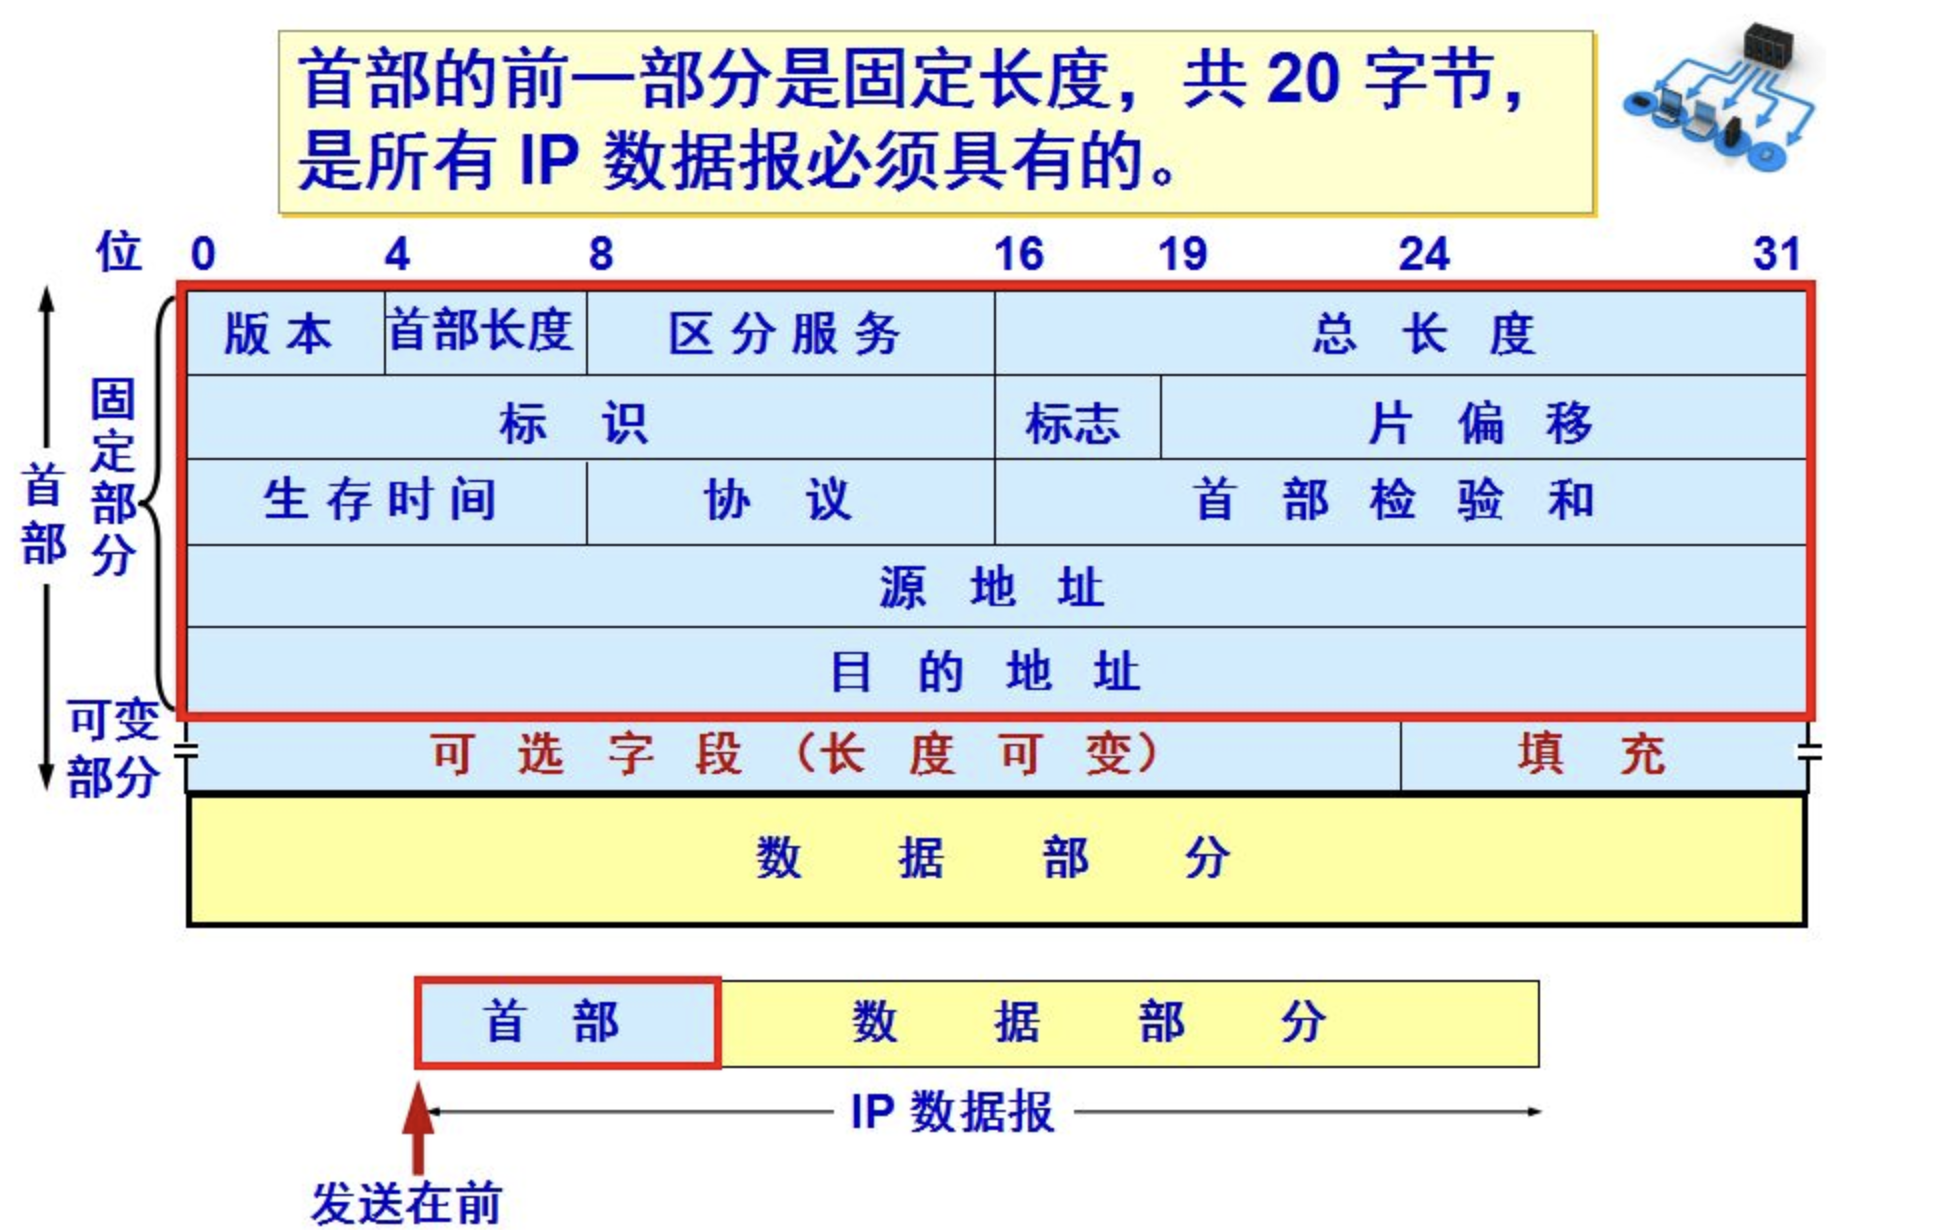 首部的前一部分是固定长度，共 20 字节，
是所有 IP 数据报必须具有的。
位 0 4 8 16 19 24 31
版本 首部长度 区分服务 总长度
标识 标志 片偏移
生存时间 协议 首部检验和
源地址
目的地址
可选字段（长度可变） 填充
数据部分
首部
固定部分
可变
部分
首部 数据部分
IP 数据报
发送在前